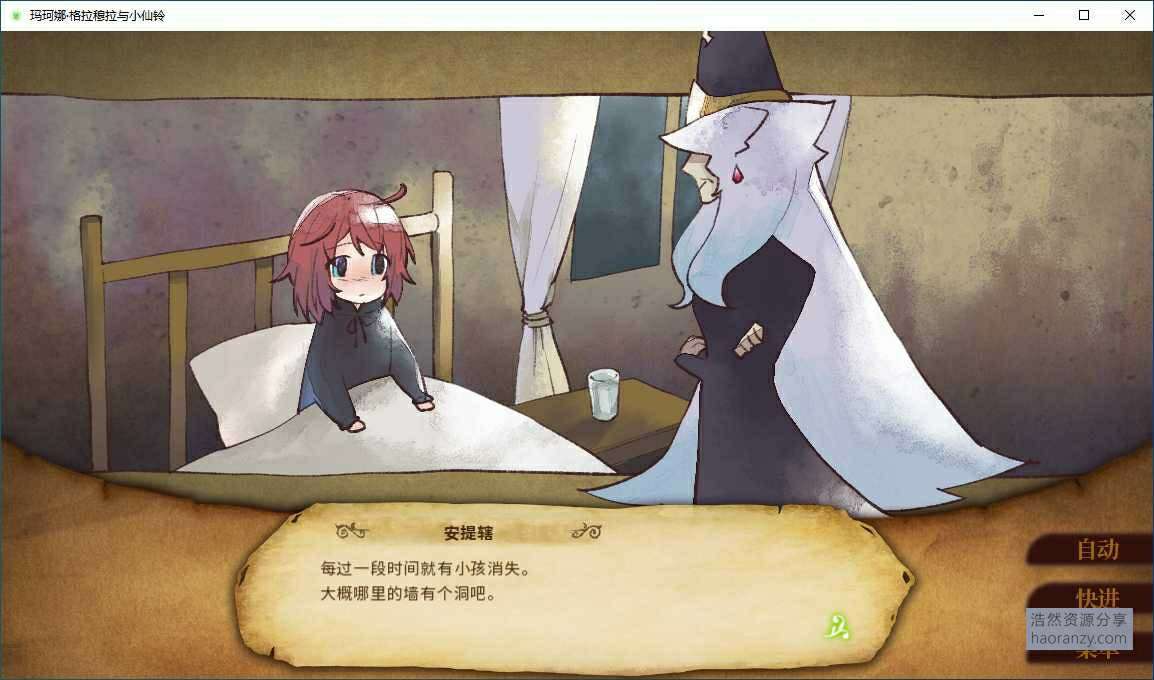 玛珂娜·格拉穆拉与小仙铃
安提辖
每过一段时间就有小孩消失。
大概哪里的墙有个洞吧。
自动
快进
浩然资源分享
haoranzy.com
菜单